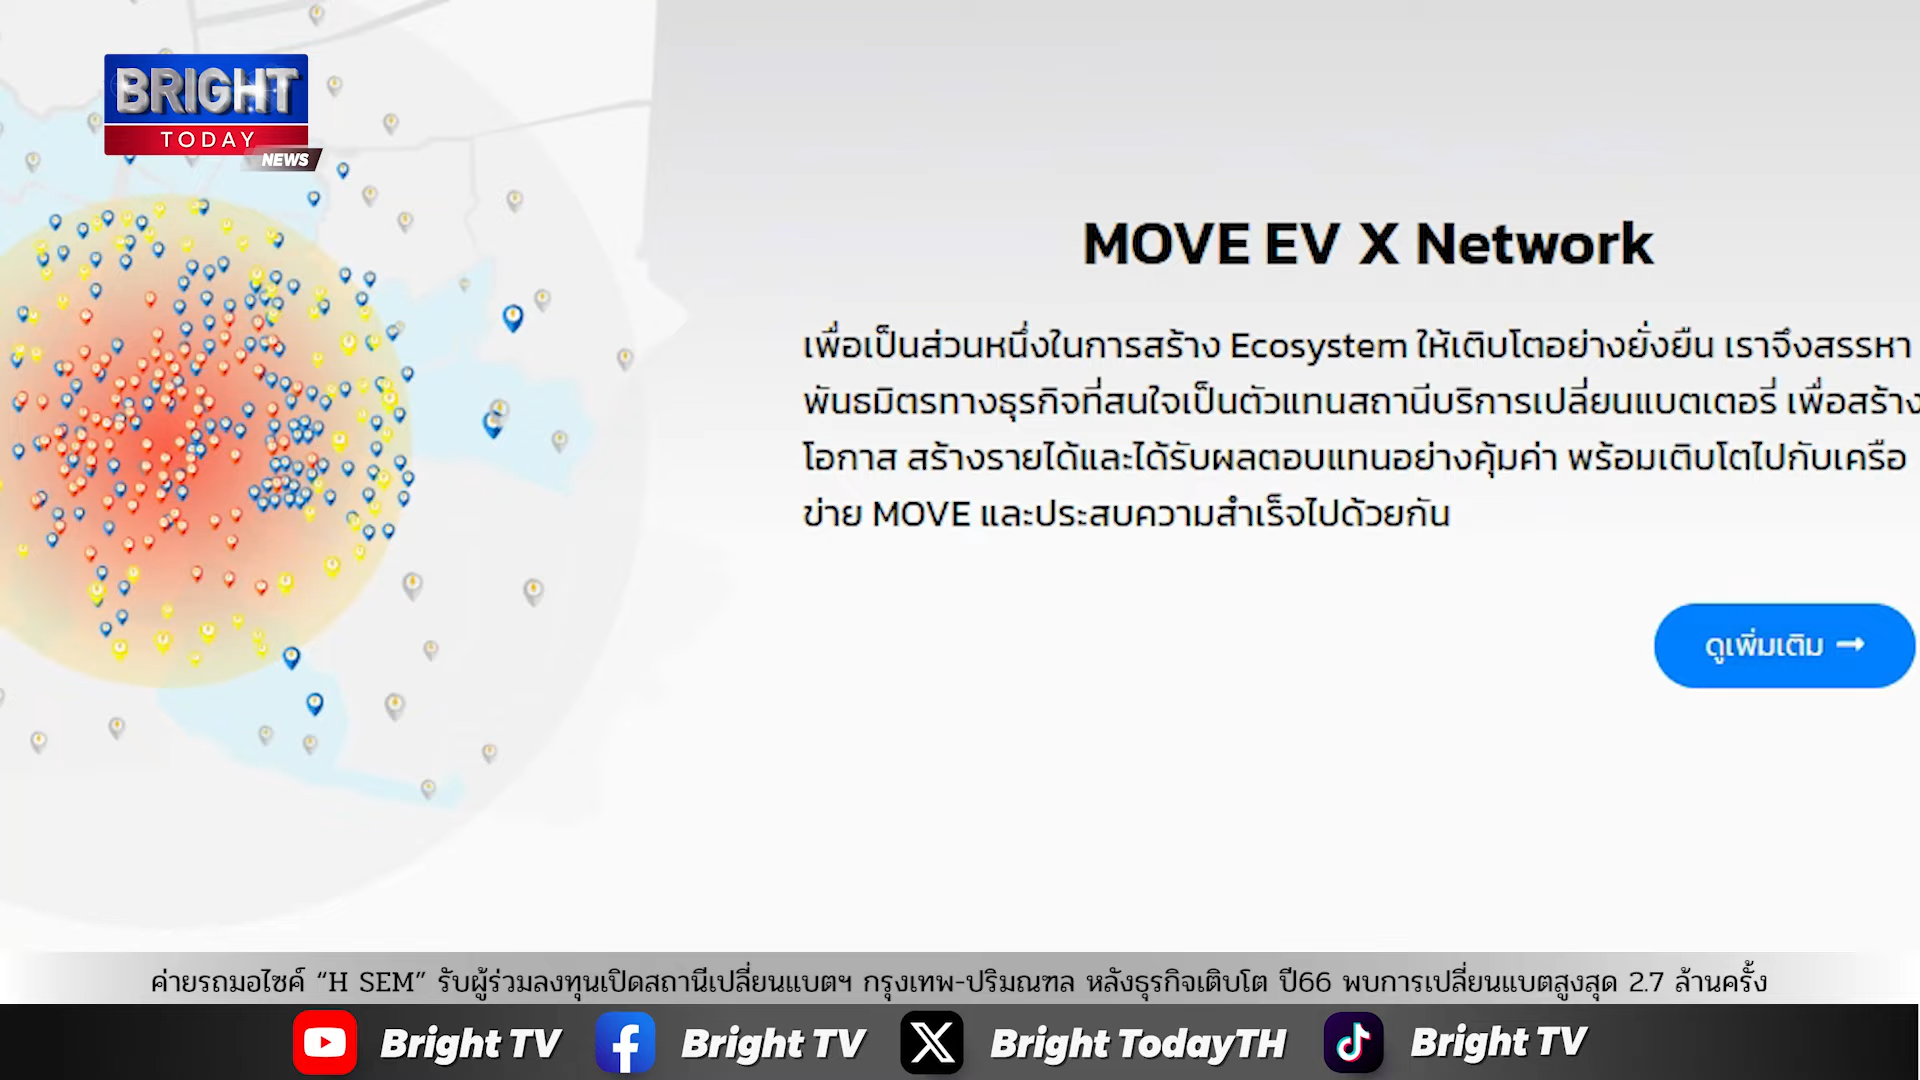 BRIGHT
TODAY
NEWS
MOVE EV X Network
เพื่อเป็นส่วนหนึ่งในการสร้าง Ecosystem ให้เติบโตอย่างยั่งยืน เราจึงสรรหา
พันธมิตรทางธุรกิจที่สนใจเป็นตัวแทนสถานีบริการเปลี่ยนแบตเตอรี่ เพื่อสร้าง
โอกาส สร้างรายได้และได้รับผลตอบแทนอย่างคุ้มค่า พร้อมเติบโตไปกับเครือ
ข่าย MOVE และประสบความสำเร็จไปด้วยกัน
ดูเพิ่มเติม
ค่ายรถมอไซค์ “H SEM” รับผู้ร่วมลงทุนเปิดสถานีเปลี่ยนแบตฯ กรุงเทพ-ปริมณฑล หลังธุรกิจเติบโต ปี66 พบการเปลี่ยนแบตสูงสุด 2.7 ล้านครั้ง
Bright TV Bright TV Bright TodayTH Bright TV